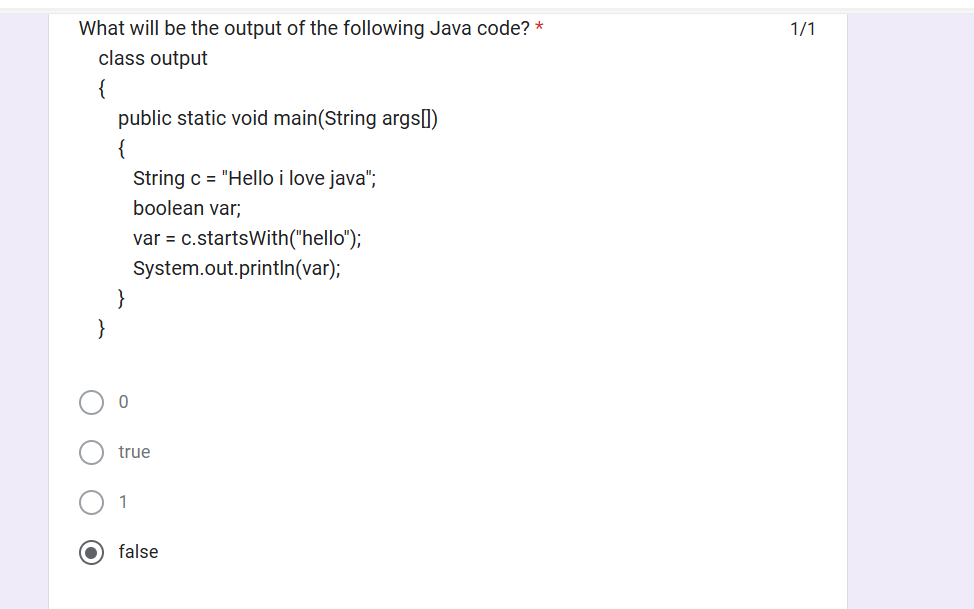 What will be the output of the following Java code? * 1/1
class output
{
public static void main(String args[])
{
String c = "Hello i love java";
boolean var;
var = c.startsWith("hello");
System.out.println(var);
}
}
0
true
1
false